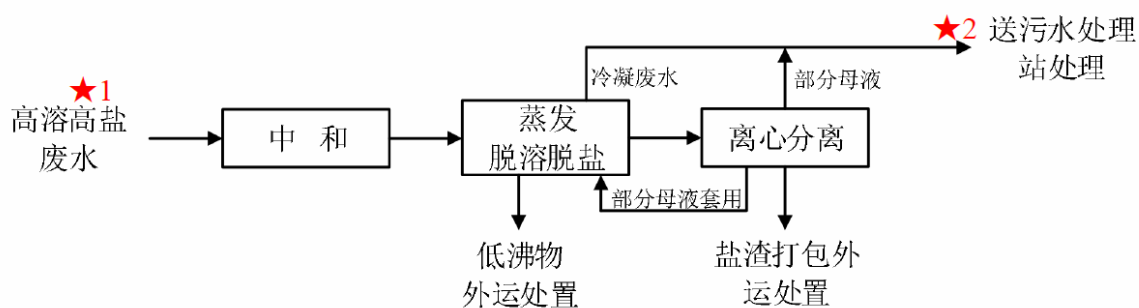 ★2 送污水处理
站处理
★1
高溶高盐
废水
中 和
蒸发
脱溶脱盐
离心分离
冷凝废水
部分母液
部分母液套用
低沸物
外运处置
盐渣打包外
运处置